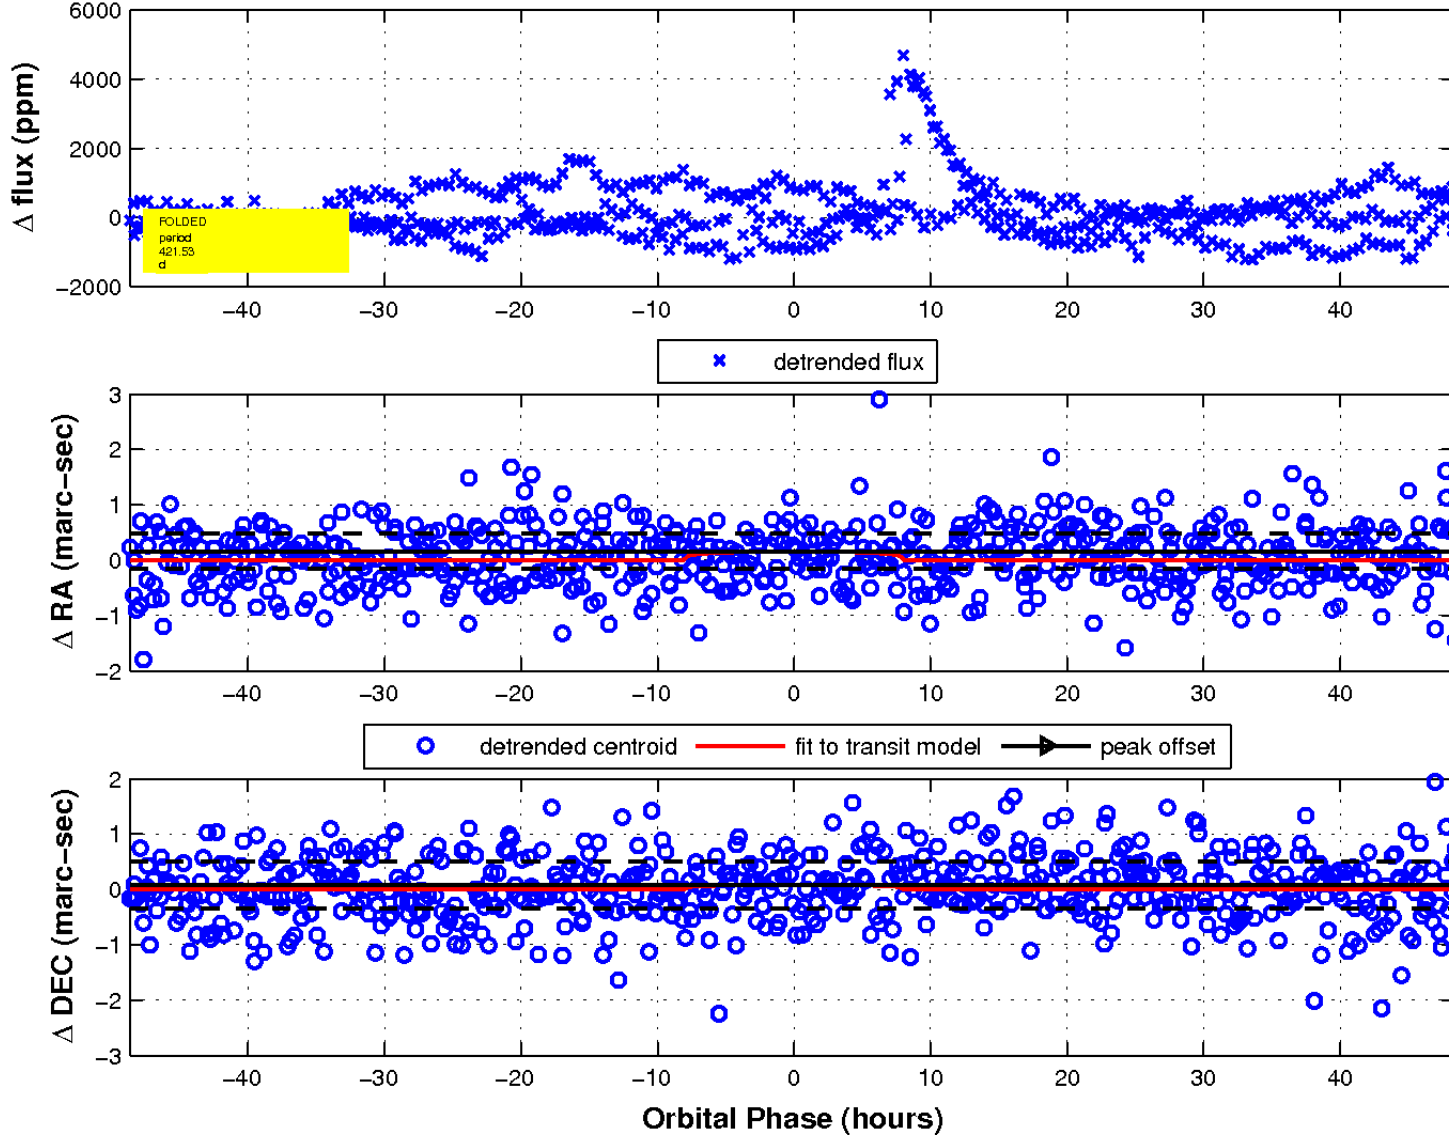 6000
4000
2000
0
−2000
Δ flux (ppm)
FOLDED
period
421.53
d
−40 −30 −20 −10 0 10 20 30 40
detrended flux
3
2
1
0
−1
−2
Δ RA (marc−sec)
−40 −30 −20 −10 0 10 20 30 40
detrended centroid fit to transit model peak offset
2
1
0
−1
−2
−3
Δ DEC (marc−sec)
−40 −30 −20 −10 0 10 20 30 40
Orbital Phase (hours)